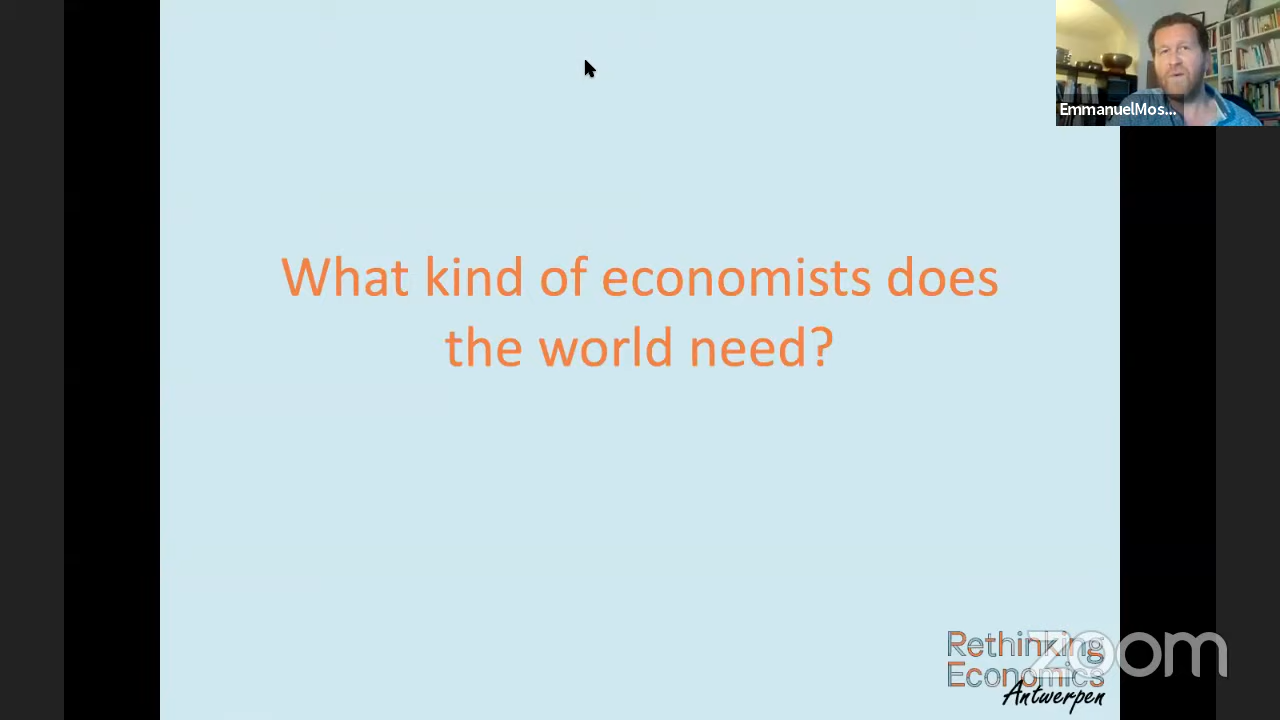 EmmanuelMos...
What kind of economists does
the world need?
Rethinking
Economics
Antwerpen
zoom